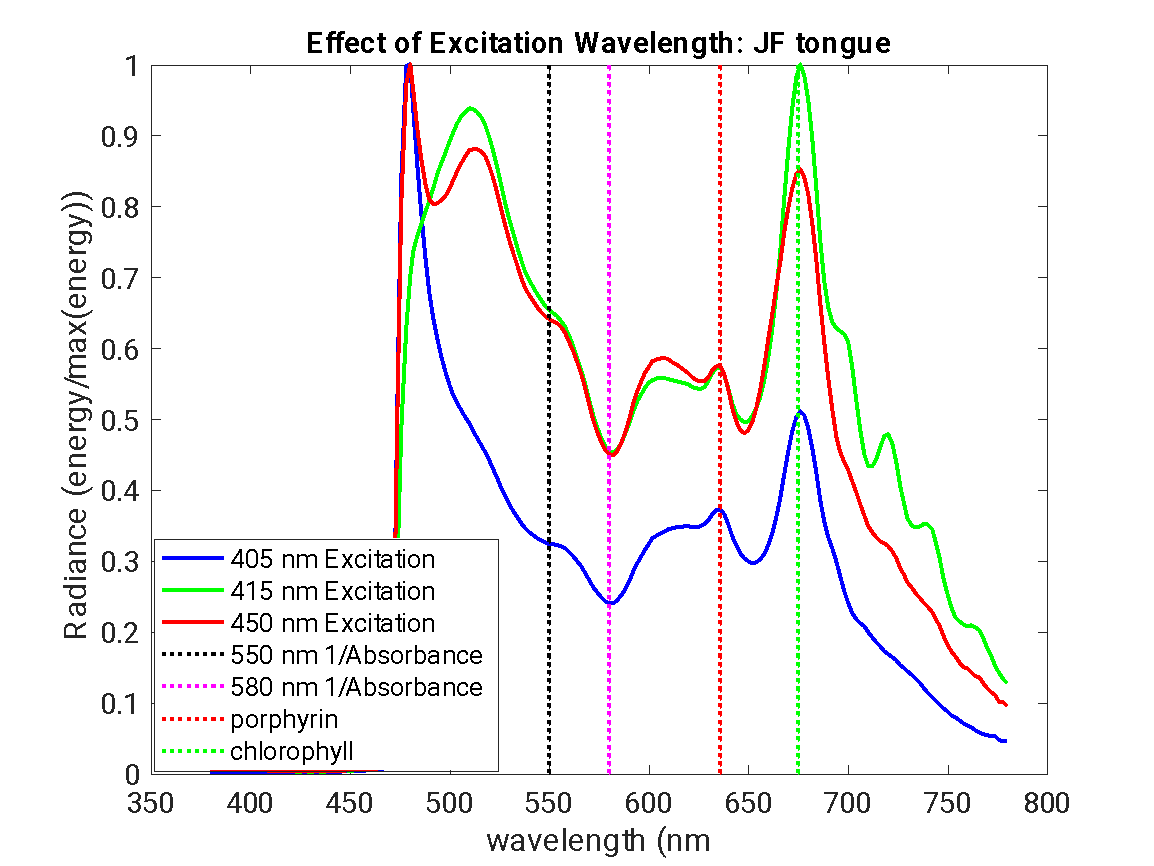 Effect of Excitation Wavelength: JF tongue
Radiance (energy/max(energy))
1
0.9
0.8
0.7
0.6
0.5
0.4
0.3
0.2
0.1
0
405 nm Excitation
415 nm Excitation
450 nm Excitation
550 nm 1/Absorbance
580 nm 1/Absorbance
porphyrin
chlorophyll
350 400 450 500 550 600 650 700 750 800
wavelength (nm